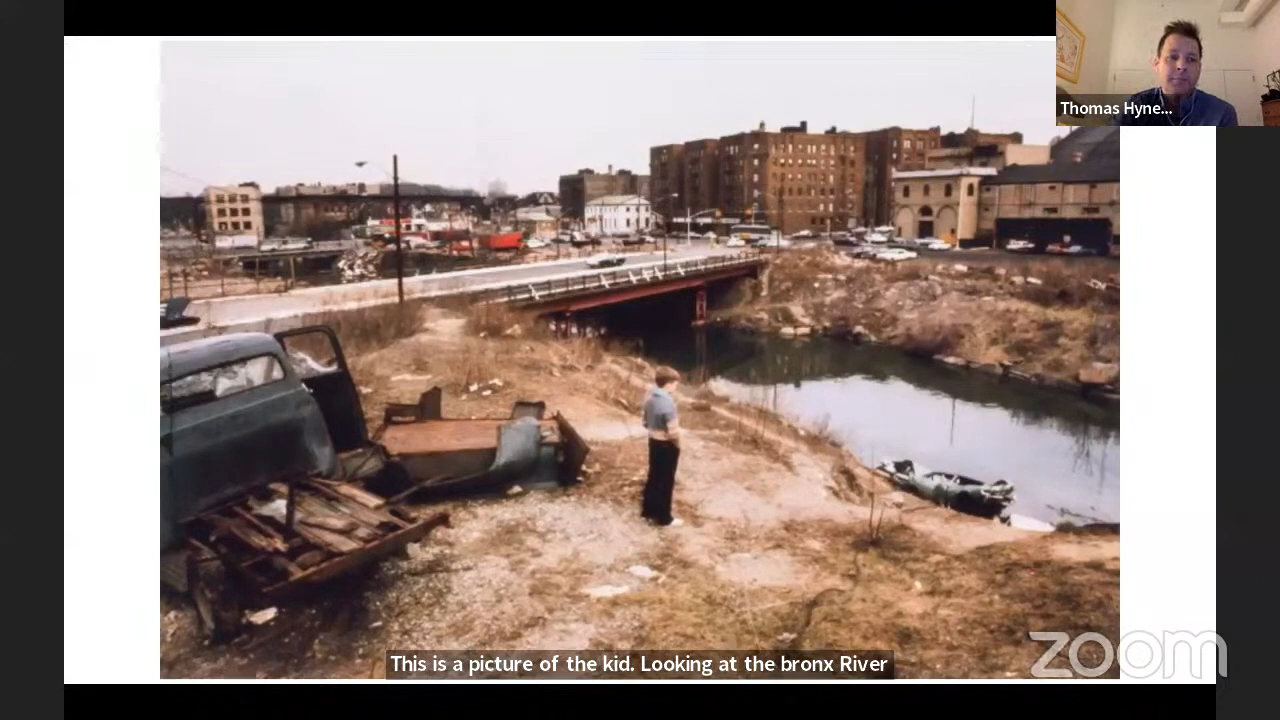 Thomas Hyne...
This is a picture of the kid. Looking at the bronx River
zoom